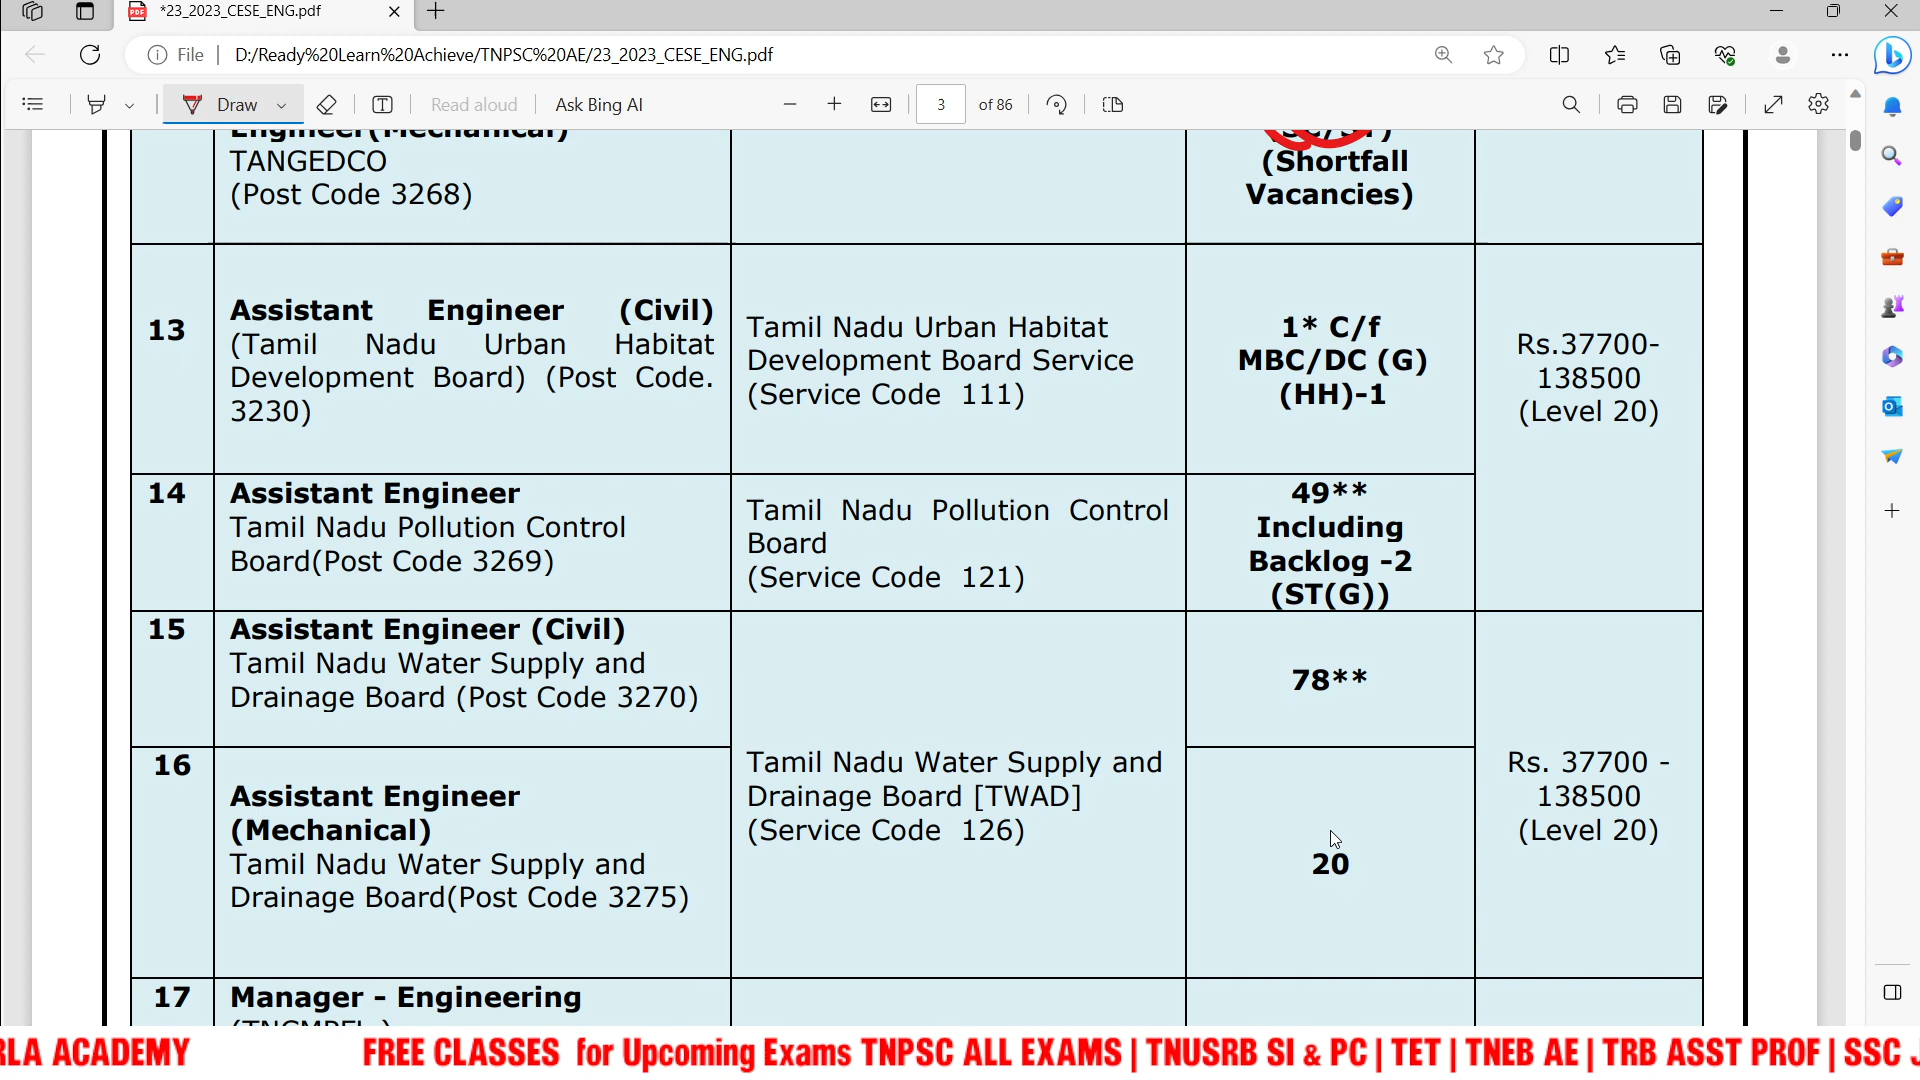 *23_2023_CESE_ENG.pdf
File
D:/Ready%20Learn%20Achieve/TNPSC%20AE/23_2023_CESE_ENG.pdf
Draw
Read aloud
Ask Bing AI
3 of 86
Engineer(Mechanical)
TANGEDCO
(Post Code 3268)
(SC/ST)
(Shortfall
Vacancies)
13
Assistant Engineer (Civil)
(Tamil Nadu Urban Habitat
Development Board) (Post Code.
3230)
Tamil Nadu Urban Habitat
Development Board Service
(Service Code 111)
1* C/f
MBC/DC (G)
(HH)-1
Rs.37700-
138500
(Level 20)
14
Assistant Engineer
Tamil Nadu Pollution Control
Board(Post Code 3269)
Tamil Nadu Pollution Control
Board
(Service Code 121)
49**
Including
Backlog -2
(ST(G))
15
Assistant Engineer (Civil)
Tamil Nadu Water Supply and
Drainage Board (Post Code 3270)
78**
16
Assistant Engineer
(Mechanical)
Tamil Nadu Water Supply and
Drainage Board(Post Code 3275)
Tamil Nadu Water Supply and
Drainage Board [TWAD]
(Service Code 126)
20
Rs. 37700 -
138500
(Level 20)
17
Manager - Engineering
RLA ACADEMY FREE CLASSES for Upcoming Exams TNPSC ALL EXAMS | TNUSRB SI & PC | TET | TNEB AE | TRB ASST PROF | SSC